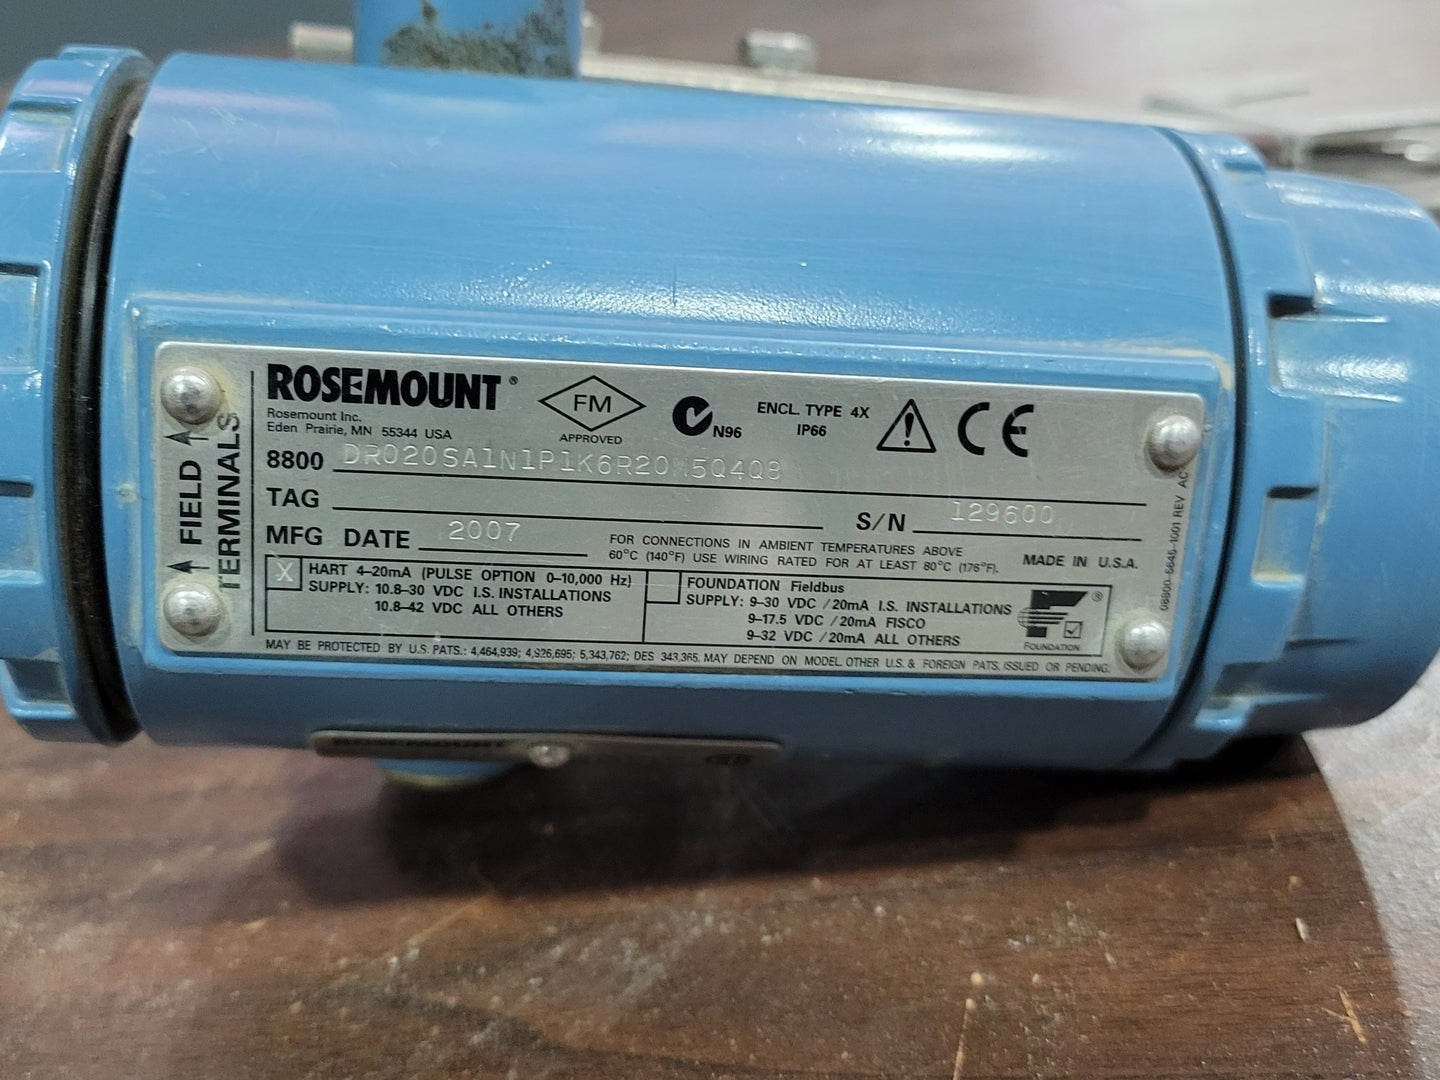 ROSEMOUNT®
Rosemount Inc.
Eden Prairie, MN 55344 USA
FM
APPROVED
N96
ENCL. TYPE 4X
IP66
CE
8800 DR020SA1N1P1K6R20M5Q4Q8
TAG
S/N 129600
MFG DATE 2007
FOR CONNECTIONS IN AMBIENT TEMPERATURES ABOVE
60°C (140°F) USE WIRING RATED FOR AT LEAST 80°C (176°F).
MADE IN U.S.A.
X HART 4-20mA (PULSE OPTION 0-10,000 Hz)
SUPPLY: 10.8-30 VDC I.S. INSTALLATIONS
10.8-42 VDC ALL OTHERS
FOUNDATION Fieldbus
SUPPLY: 9-30 VDC /20mA I.S. INSTALLATIONS
9-17.5 VDC /20mA FISCO
9-32 VDC /20mA ALL OTHERS
®
FOUNDATION
MAY BE PROTECTED BY U.S. PATS.: 4,464,939; 4,926,695; 5,343,762; DES 343,365. MAY DEPEND ON MODEL. OTHER U.S. & FOREIGN PATS. ISSUED OR PENDING.
FIELD
TERMINALS
08800-6645-1001 REV AC
ROSEMOUNT